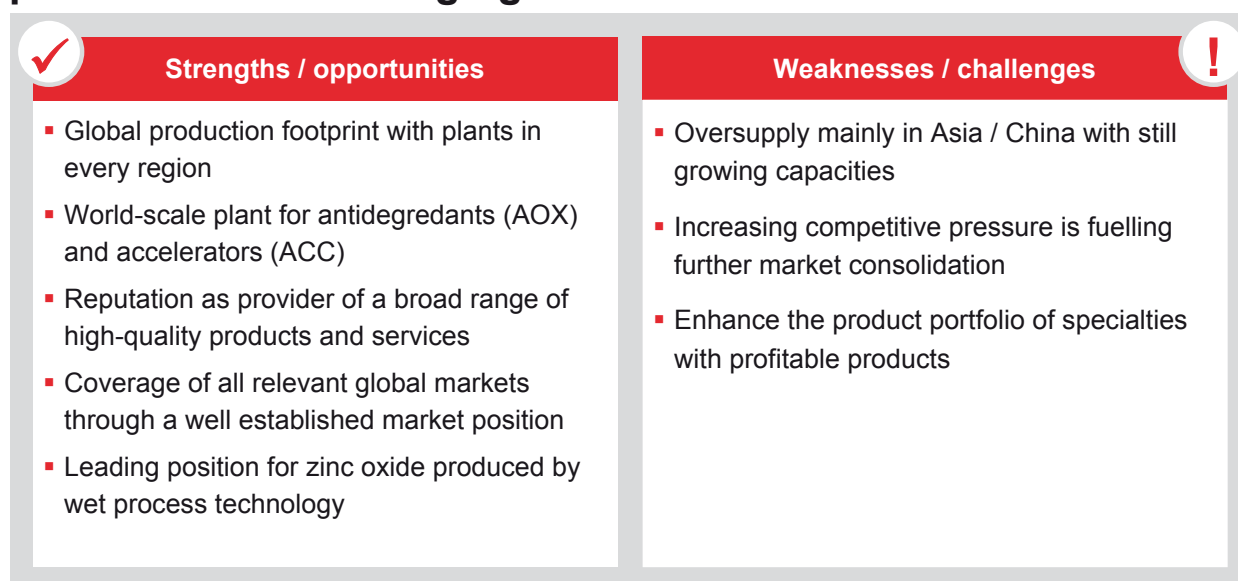 Strengths / opportunities
▪ Global production footprint with plants in
every region
▪ World-scale plant for antidegredants (AOX)
and accelerators (ACC)
▪ Reputation as provider of a broad range of
high-quality products and services
▪ Coverage of all relevant global markets
through a well established market position
▪ Leading position for zinc oxide produced by
wet process technology
Weaknesses / challenges
!
▪ Oversupply mainly in Asia / China with still
growing capacities
▪ Increasing competitive pressure is fuelling
further market consolidation
▪ Enhance the product portfolio of specialties
with profitable products